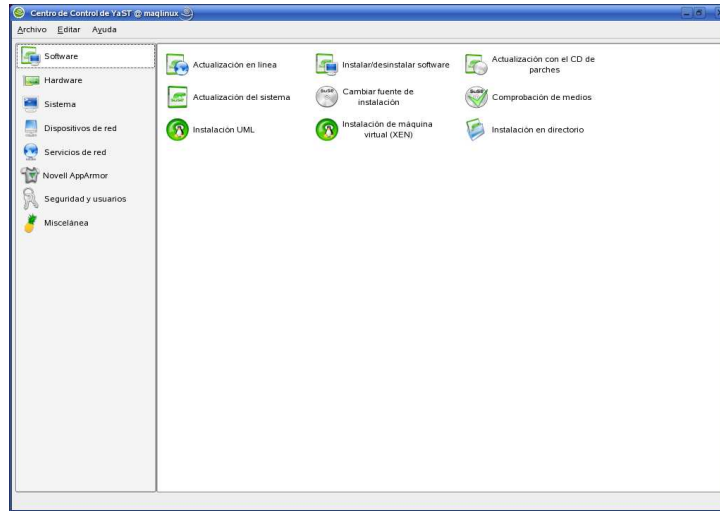 Centro de Control de YaST @ maqlinux
Archivo Editar Ayuda
Software
Hardware
Sistema
Dispositivos de red
Servicios de red
Novell AppArmor
Seguridad y usuarios
Miscelánea
Actualización en línea
Instalar/desinstalar software
Actualización con el CD de
parches
Actualización del sistema
Cambiar fuente de
instalación
Comprobación de medios
Instalación UML
Instalación de máquina
virtual (XEN)
Instalación en directorio